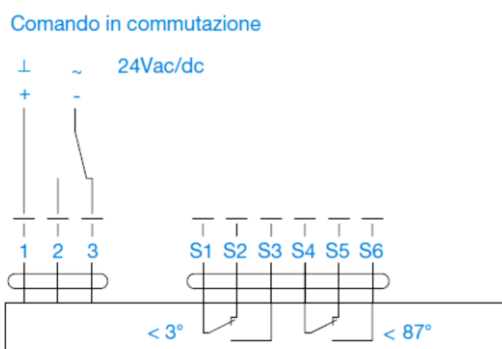 Comando in commutazione
⊥ ~ 24Vac/dc
+ -
1 2 3 S1 S2 S3 S4 S5 S6
< 3° < 87°